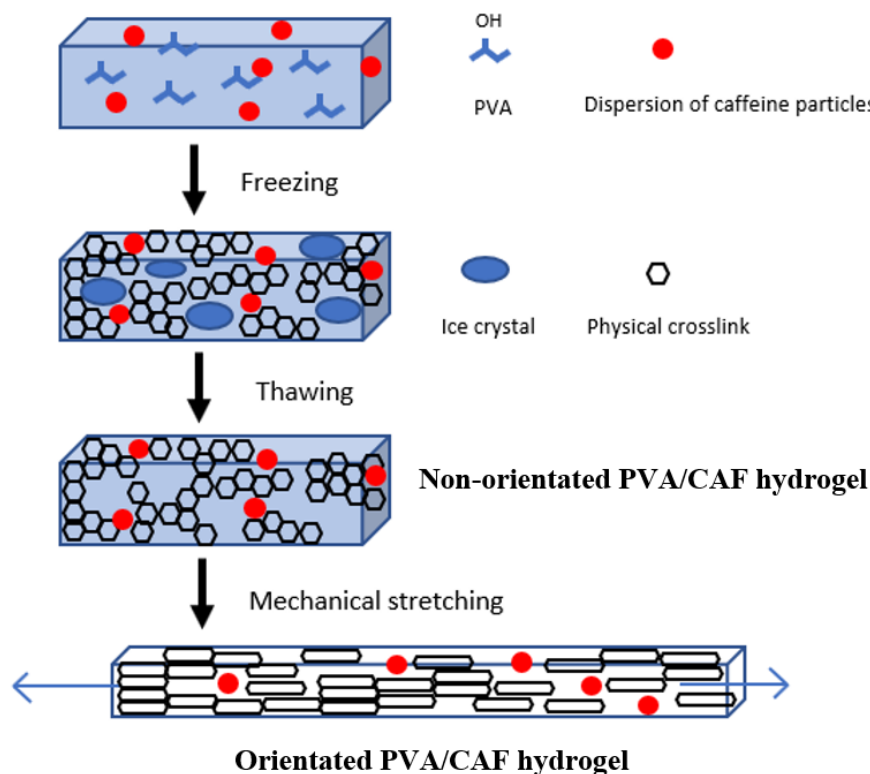 OH
PVA
Dispersion of caffeine particles
Freezing
Ice crystal
Physical crosslink
Thawing
Non-orientated PVA/CAF hydrogel
Mechanical stretching
Orientated PVA/CAF hydrogel